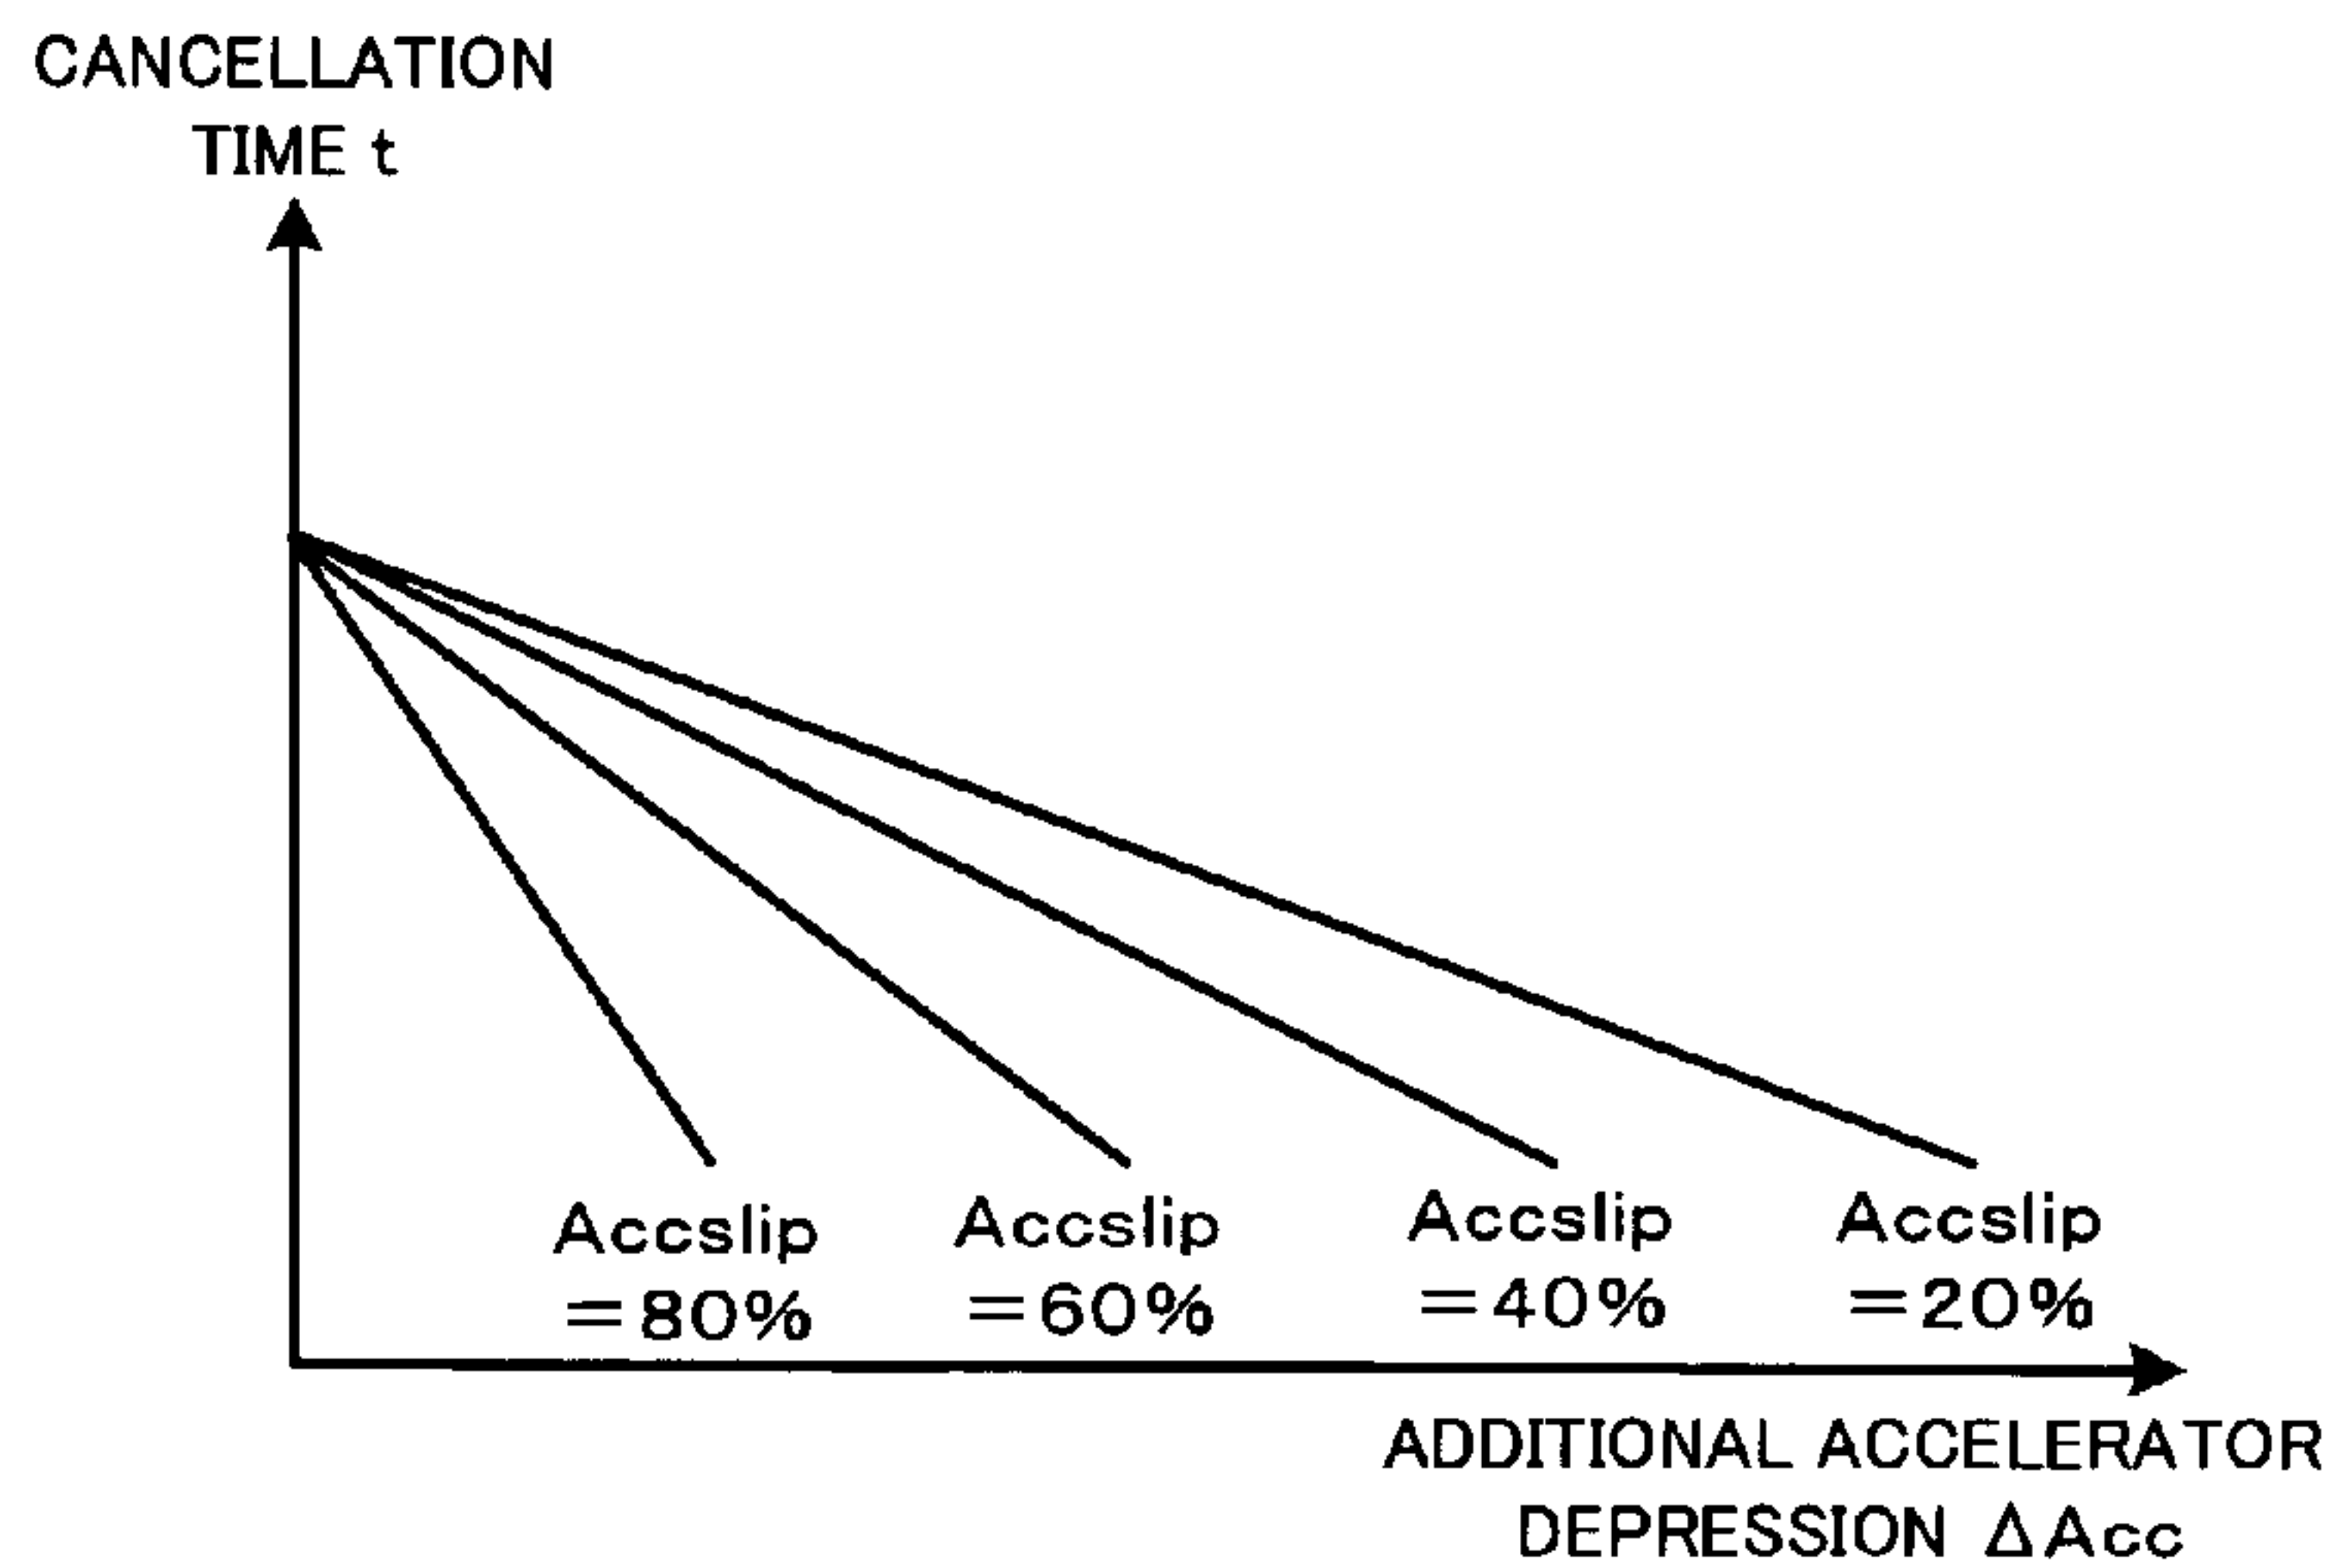 CANCELLATION
TIME t
Accslip
=80%
Accslip
=60%
Accslip
=40%
Accslip
=20%
ADDITIONAL ACCELERATOR
DEPRESSION ΔAcc